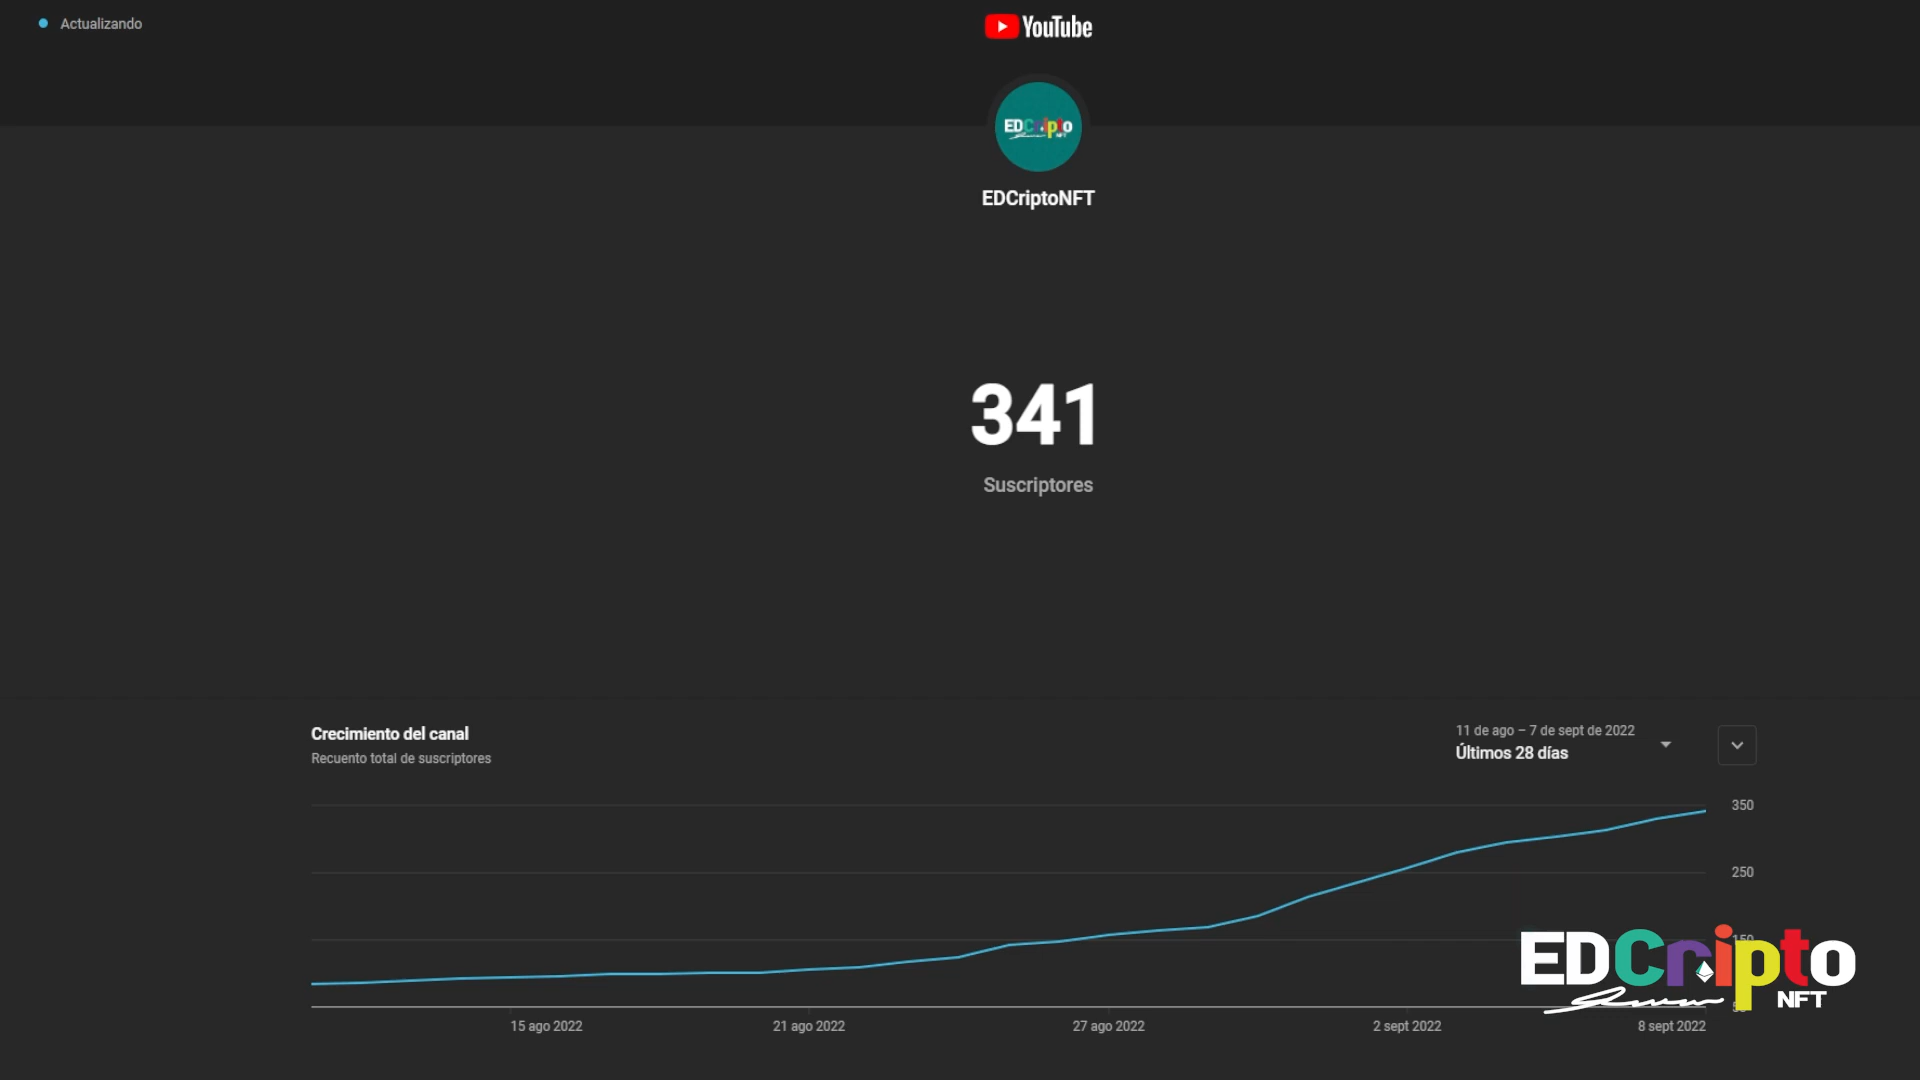 Actualizando
YouTube
EDCripto
EDCriptoNFT
341
Suscriptores
Crecimiento del canal
Recuento total de suscriptores
11 de ago – 7 de sept de 2022
Últimos 28 días
350
250
150
EDCripto
NFT
15 ago 2022
21 ago 2022
27 ago 2022
2 sept 2022
8 sept 2022